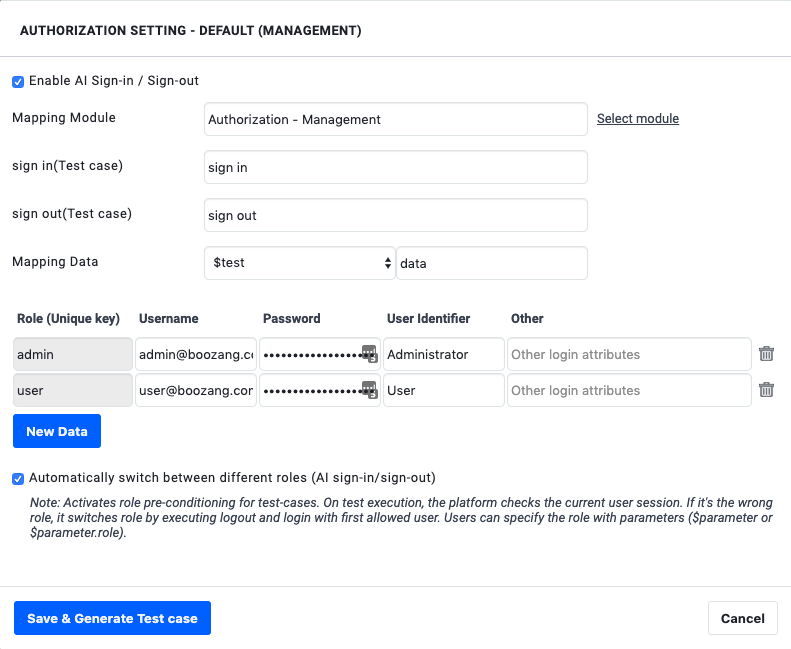 AUTHORIZATION SETTING - DEFAULT (MANAGEMENT)
Enable AI Sign-in / Sign-out
Mapping Module
Authorization - Management
Select module
sign in(Test case)
sign in
sign out(Test case)
sign out
Mapping Data
$test
data
Role (Unique key) Username Password User Identifier Other
admin admin@boozang.co •••••••••••••••••• Administrator Other login attributes
user user@boozang.com •••••••••••••••••• User Other login attributes
New Data
Automatically switch between different roles (AI sign-in/sign-out)
Note: Activates role pre-conditioning for test-cases. On test execution, the platform checks the current user session. If it's the wrong
role, it switches role by executing logout and login with first allowed user. Users can specify the role with parameters ($parameter or
$parameter.role).
Save & Generate Test case
Cancel